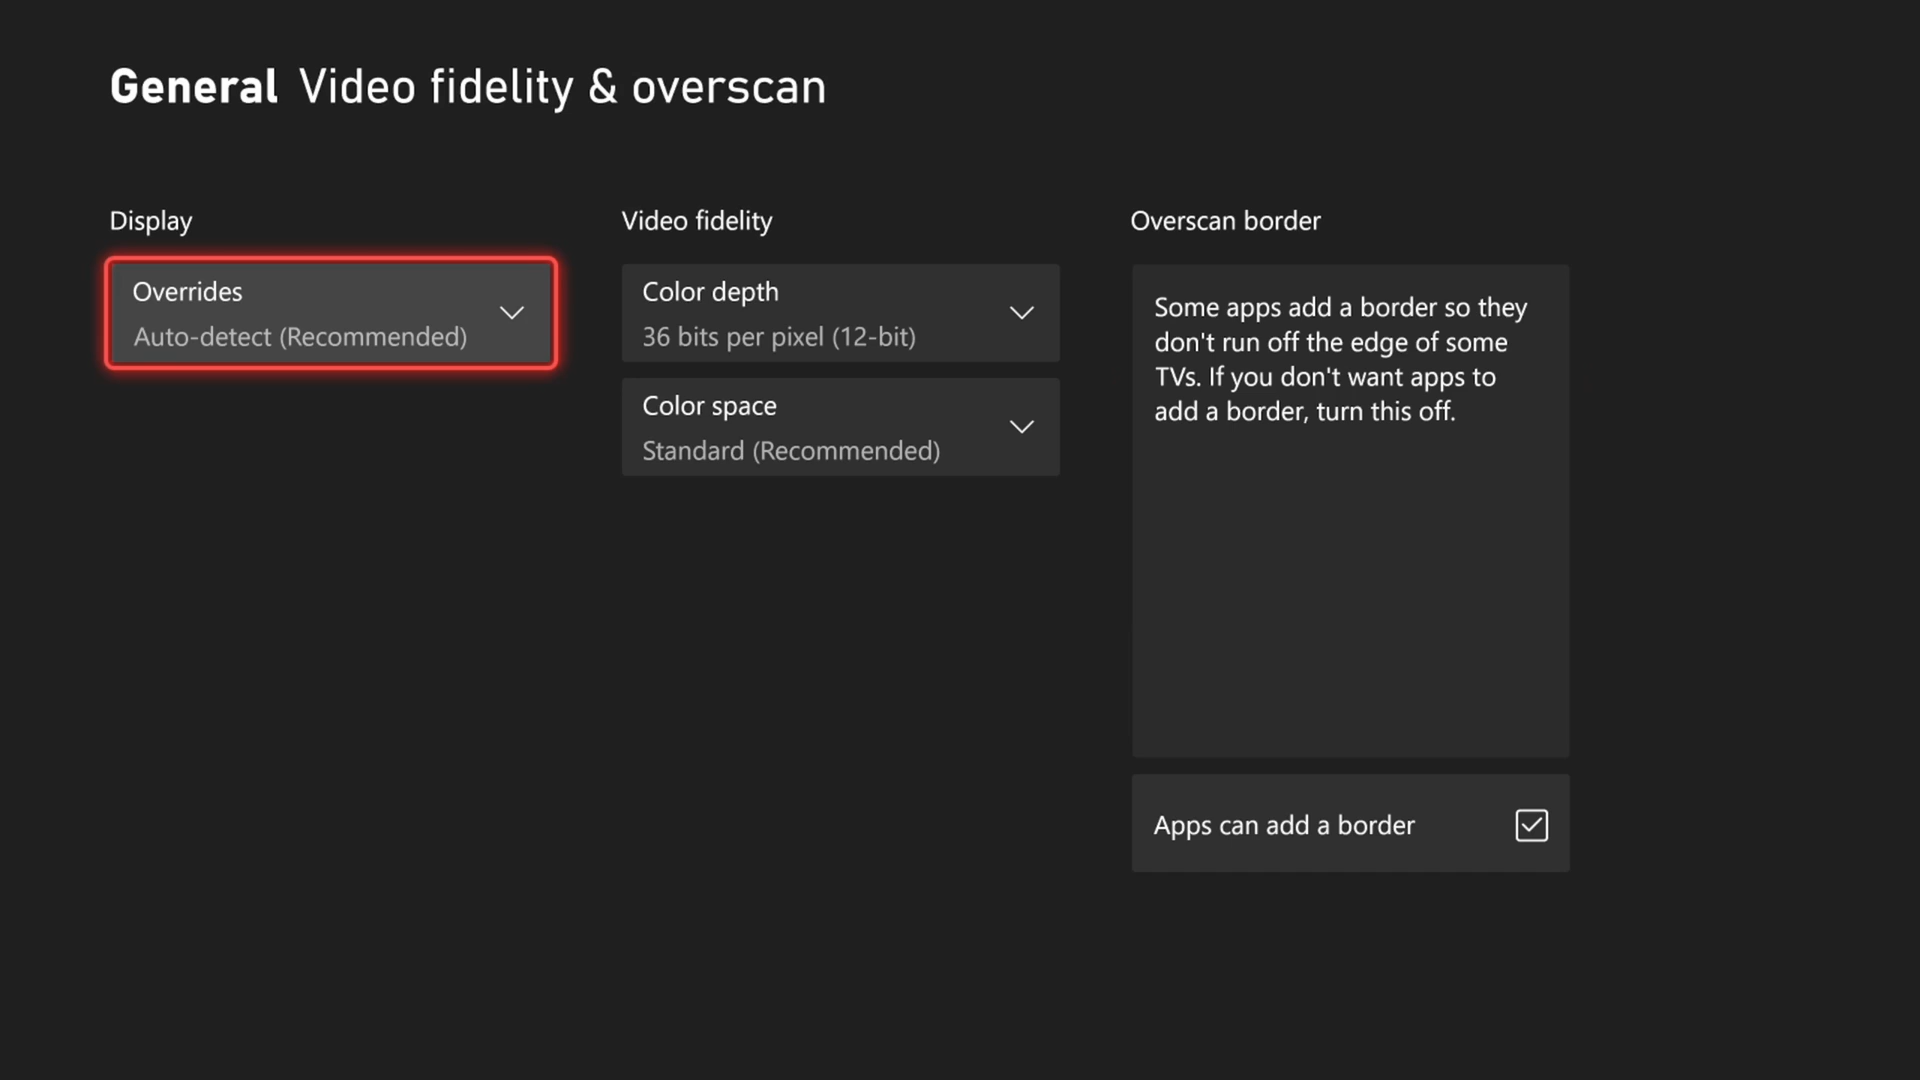 General Video fidelity & overscan
Display
Overrides
Auto-detect (Recommended)
Video fidelity
Color depth
36 bits per pixel (12-bit)
Color space
Standard (Recommended)
Overscan border
Some apps add a border so they
don't run off the edge of some
TVs. If you don't want apps to
add a border, turn this off.
Apps can add a border